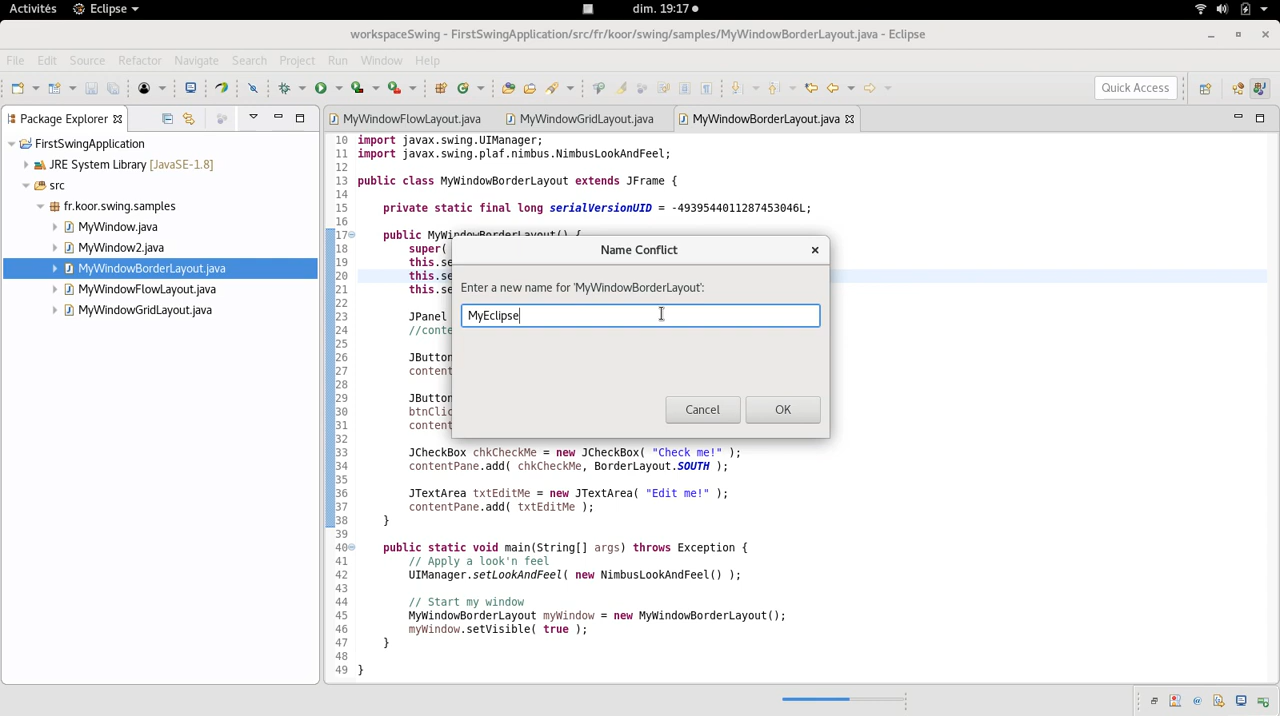 Activités Eclipse dim. 19:17
workspaceSwing - FirstSwingApplication/src/fr/koor/swing/samples/MyWindowBorderLayout.java - Eclipse
File Edit Source Refactor Navigate Search Project Run Window Help
Quick Access
Package Explorer
FirstSwingApplication
JRE System Library [JavaSE-1.8]
src
fr.koor.swing.samples
MyWindow.java
MyWindow2.java
MyWindowBorderLayout.java
MyWindowFlowLayout.java
MyWindowGridLayout.java
MyWindowFlowLayout.java MyWindowGridLayout.java MyWindowBorderLayout.java
10 import javax.swing.UIManager;
11 import javax.swing.plaf.nimbus.NimbusLookAndFeel;
12
13 public class MyWindowBorderLayout extends JFrame {
14
15 private static final long serialVersionUID = -4939544011287453046L;
16
17 public MyWindowBorderLayout() {
18 super(
19 this.se
20 this.se
21 this.se
22
23 JPanel
24 //conte
25
26 JButton
27 content
28
29 JButton
30 btnClic
31 content
32
33 JCheckBox chkCheckMe = new JCheckBox( "Check me!" );
34 contentPane.add( chkCheckMe, BorderLayout.SOUTH );
35
36 JTextArea txtEditMe = new JTextArea( "Edit me!" );
37 contentPane.add( txtEditMe );
38 }
39
40 public static void main(String[] args) throws Exception {
41 // Apply a look'n feel
42 UIManager.setLookAndFeel( new NimbusLookAndFeel() );
43
44 // Start my window
45 MyWindowBorderLayout myWindow = new MyWindowBorderLayout();
46 myWindow.setVisible( true );
47 }
48
49 }
Name Conflict
Enter a new name for 'MyWindowBorderLayout':
MyEclipse
Cancel OK